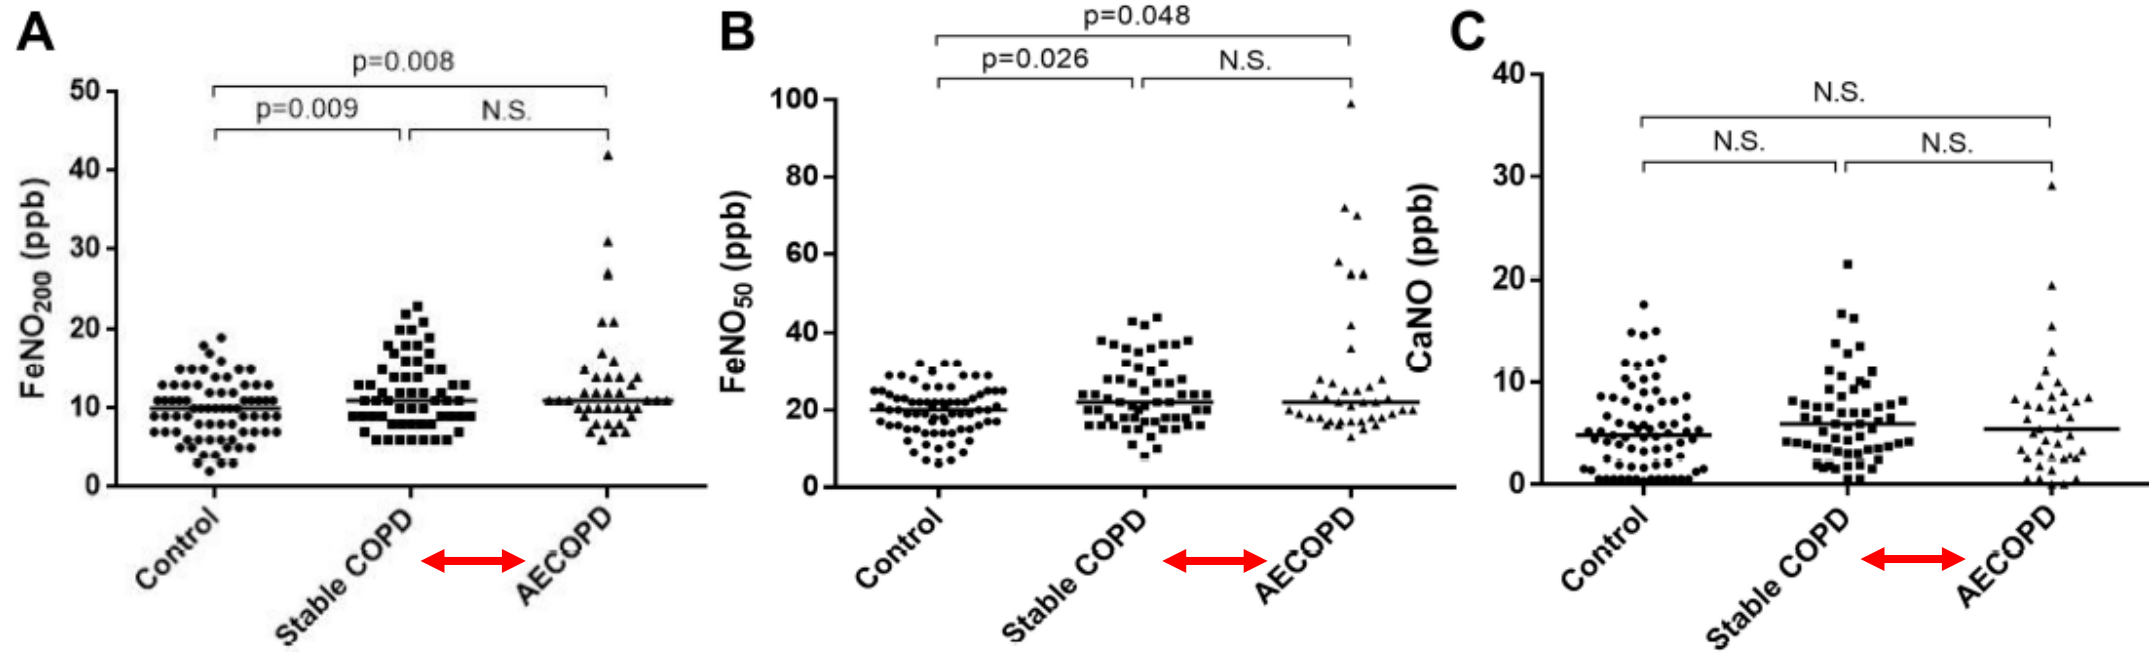 A
p=0.008
p=0.009
N.S.
50
40
30
20
10
0
FeNO200 (ppb)
Control
Stable COPD
AECOPD
B
p=0.048
p=0.026
N.S.
100
80
60
40
20
0
FeNO50 (ppb)
Control
Stable COPD
AECOPD
C
N.S.
N.S.
N.S.
40
30
20
10
0
CaNO (ppb)
Control
Stable COPD
AECOPD